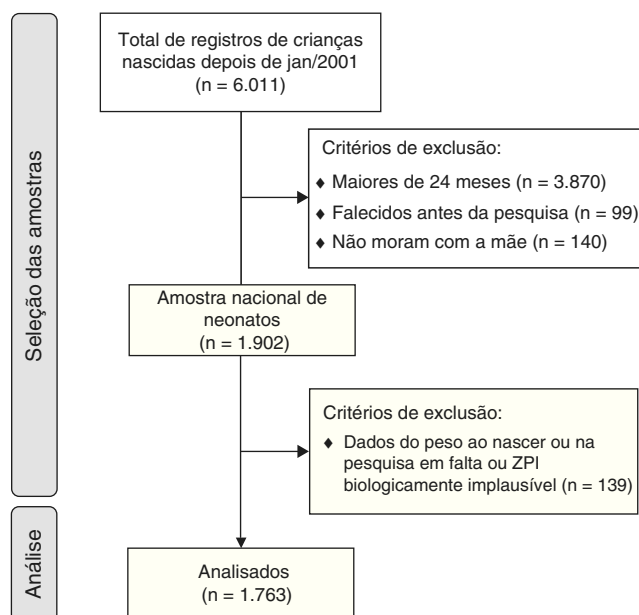 Total de registros de crianças
nascidas depois de jan/2001
(n = 6.011)
Critérios de exclusão:
♦ Maiores de 24 meses (n = 3.870)
♦ Falecidos antes da pesquisa (n = 99)
♦ Não moram com a mãe (n = 140)
Seleção das amostras
Amostra nacional de
neonatos
(n = 1.902)
Critérios de exclusão:
♦ Dados do peso ao nascer ou na
pesquisa em falta ou ZPI
biologicamente implausível (n = 139)
Análise
Analisados
(n = 1.763)